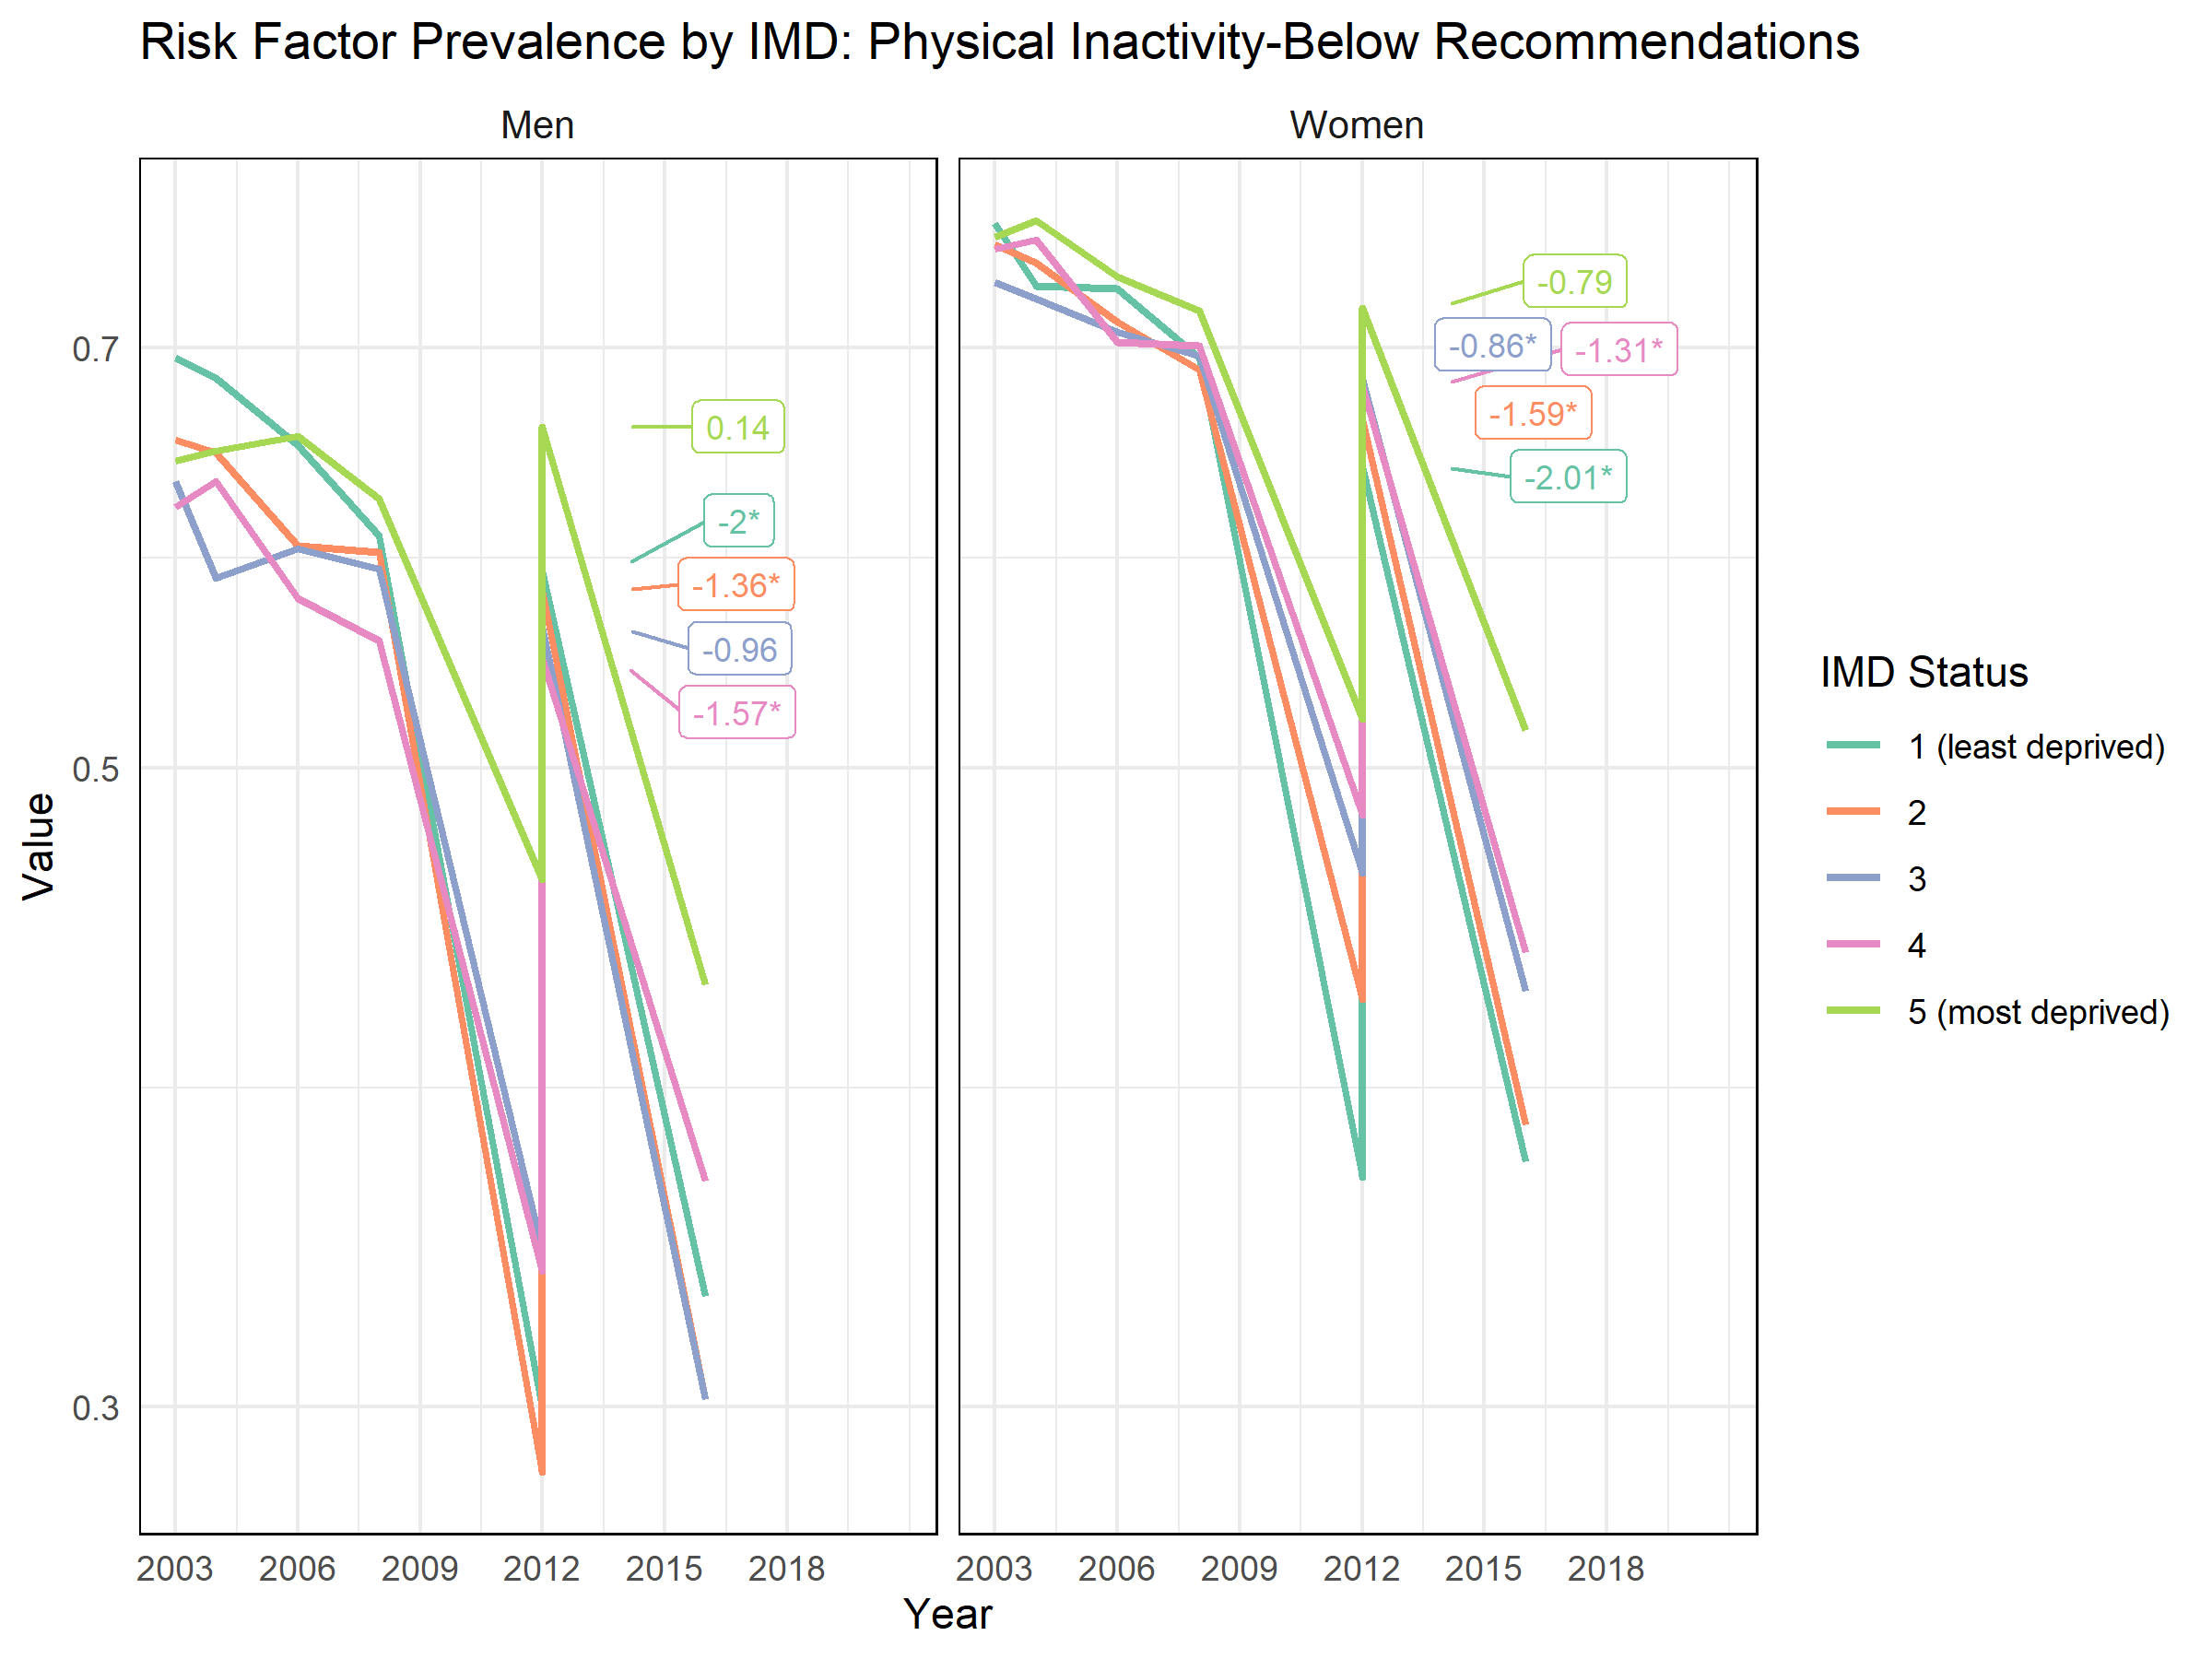 Risk Factor Prevalence by IMD: Physical Inactivity-Below Recommendations
Men
Women
0.7
0.5
0.3
Value
0.14
-2*
-1.36*
-0.96
-1.57*
-0.79
-0.86*
-1.31*
-1.59*
-2.01*
2003 2006 2009 2012 2015 2018
2003 2006 2009 2012 2015 2018
Year
IMD Status
1 (least deprived)
2
3
4
5 (most deprived)